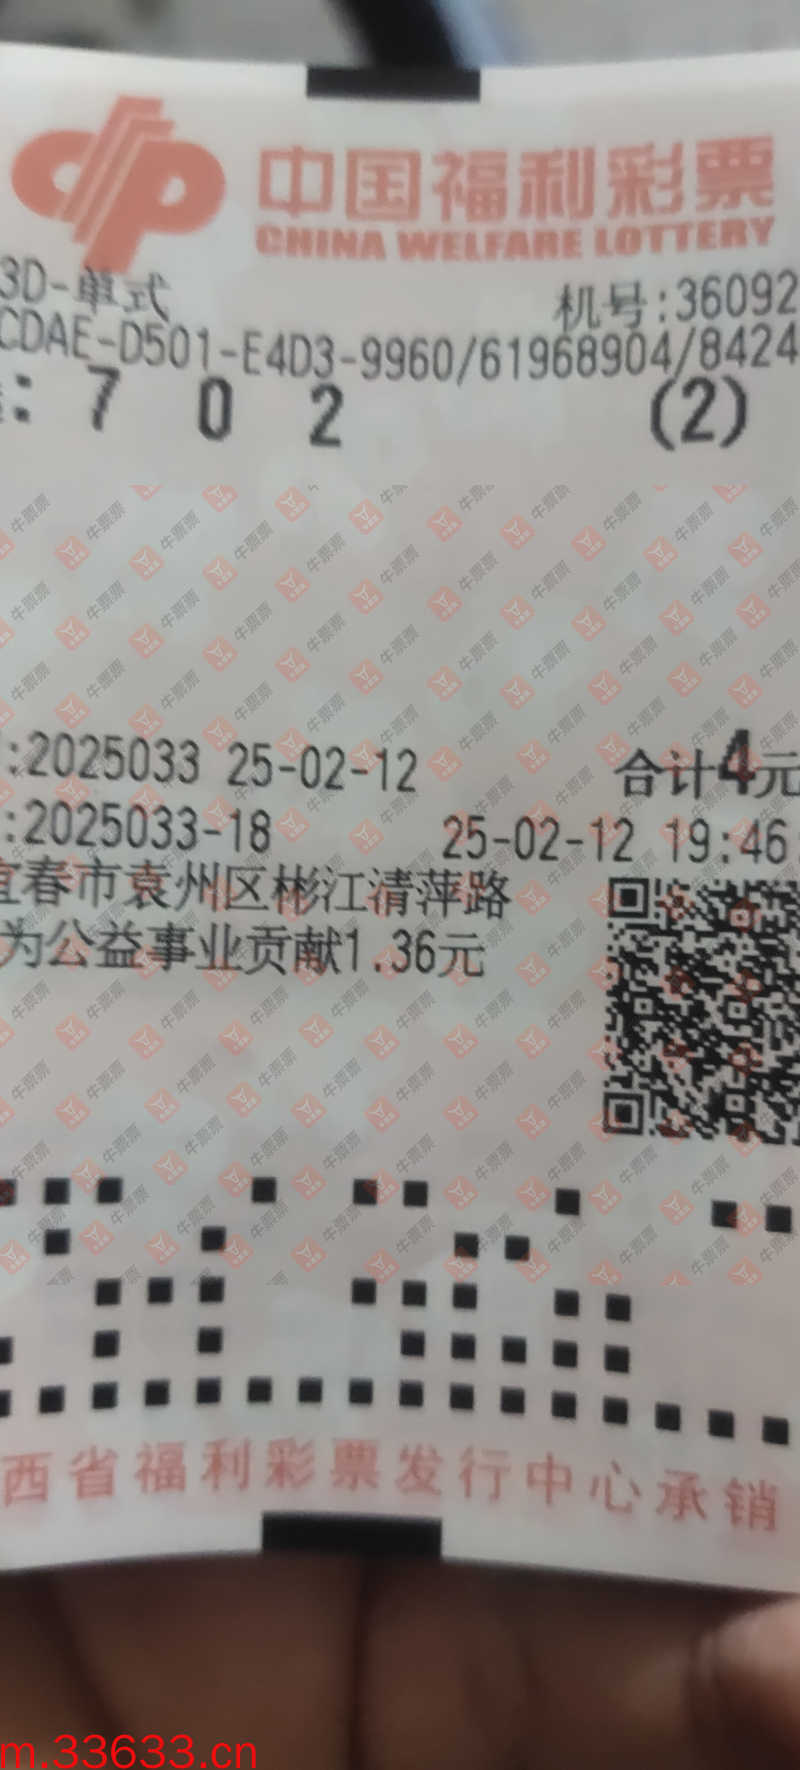 中国福利彩票
CHINA WELFARE LOTTERY
3D-单式
机号:36092
CDAE-D501-E4D3-9960/61968904/8424
: 7 0 2 (2)
:2025033 25-02-12 合计4元
:2025033-18 25-02-12 19:46
宜春市袁州区彬江清萍路
为公益事业贡献1.36元
西省福利彩票发行中心承销
牛票票
m.33633.cn